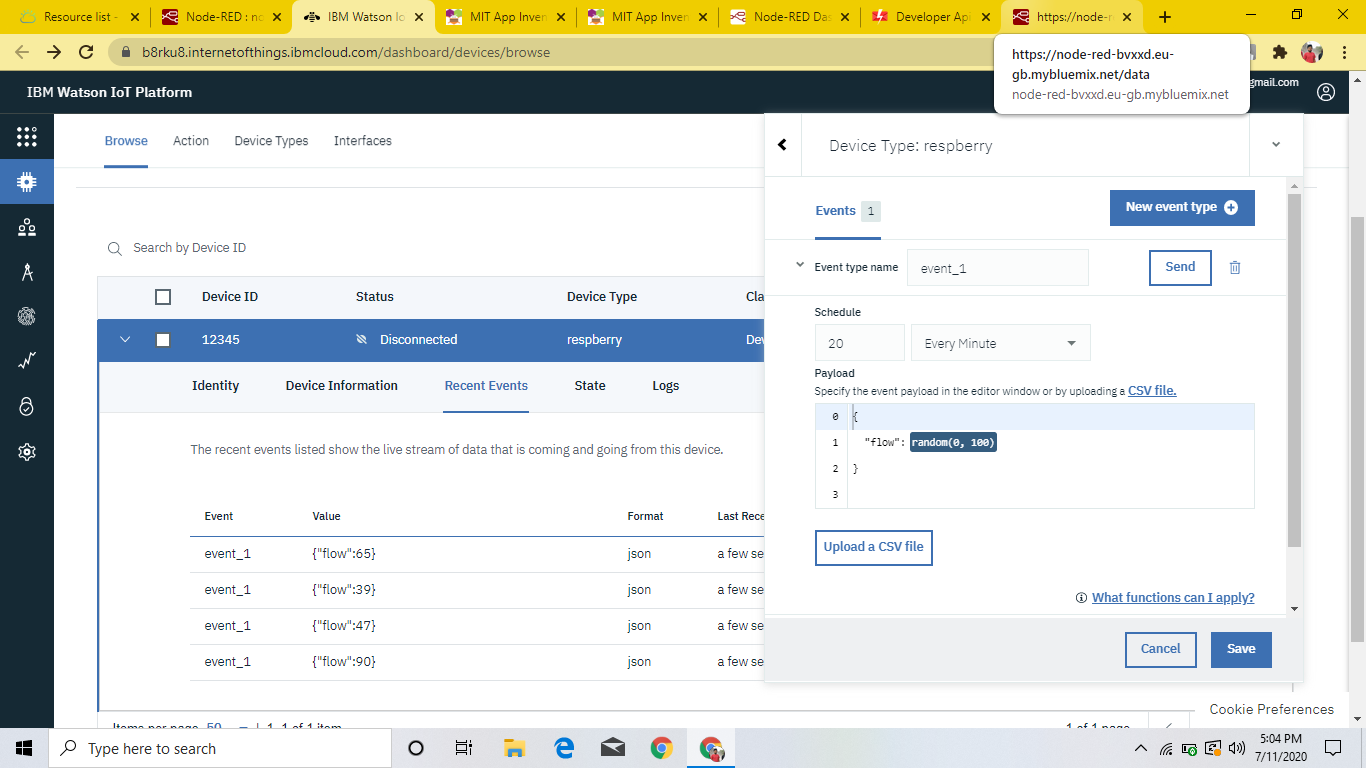 Resource list -
Node-RED : no
IBM Watson Io
MIT App Inven
MIT App Inven
Node-RED Das
Developer Api
https://node-r
b8rku8.internetofthings.ibmcloud.com/dashboard/devices/browse
https://node-red-bvxxd.eu-
gb.mybluemix.net/data
node-red-bvxxd.eu-gb.mybluemix.net
IBM Watson IoT Platform
gmail.com
Browse
Action
Device Types
Interfaces
Device Type: respberry
Events 1
New event type
Search by Device ID
Event type name
event_1
Send
Device ID
Status
Device Type
Cla
Schedule
12345
Disconnected
respberry
Dev
20
Every Minute
Payload
Identity
Device Information
Recent Events
State
Logs
Specify the event payload in the editor window or by uploading a CSV file.
0 {
1 "flow": random(0, 100)
2 }
3
The recent events listed show the live stream of data that is coming and going from this device.
Event
Value
Format
Last Rece
event_1 {"flow":65} json a few se
event_1 {"flow":39} json a few se
event_1 {"flow":47} json a few se
event_1 {"flow":90} json a few se
Upload a CSV file
What functions can I apply?
Cancel
Save
Cookie Preferences
Items per page 50 | 1-1 of 1 item
1 of 1 page
Type here to search
5:04 PM
7/11/2020